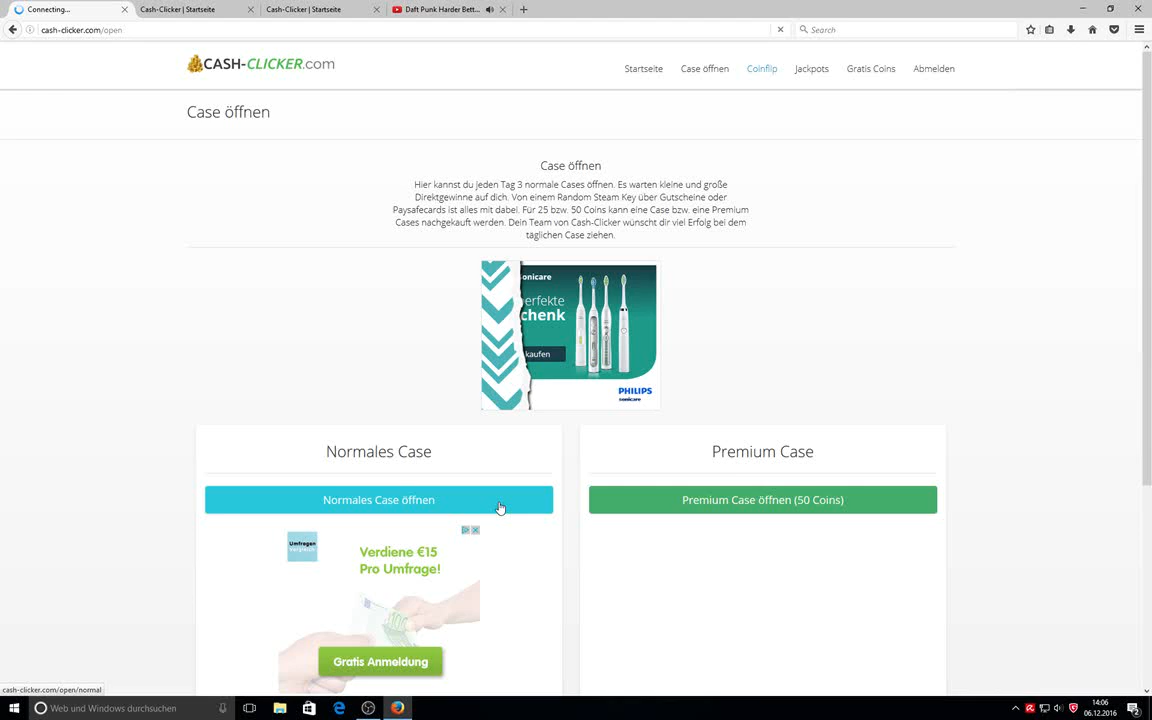 Connecting...
Cash-Clicker | Startseite
Cash-Clicker | Startseite
Daft Punk Harder Bett...
cash-clicker.com/open
Search
CASH-CLICKER.com
Startseite
Case öffnen
Coinflip
Jackpots
Gratis Coins
Abmelden
Case öffnen
Case öffnen
Hier kannst du jeden Tag 3 normale Cases öffnen. Es warten kleine und große
Direktgewinne auf dich. Von einem Random Steam Key über Gutscheine oder
Paysafecards ist alles mit dabei. Für 25 bzw. 50 Coins kann eine Case bzw. eine Premium
Cases nachgekauft werden. Dein Team von Cash-Clicker wünscht dir viel Erfolg bei dem
täglichen Case ziehen.
onicare
erfekte
chenk
kaufen
PHILIPS
sonicare
Normales Case
Normales Case öffnen
Umfragen
Vergleich
Verdiene €15
Pro Umfrage!
Gratis Anmeldung
Premium Case
Premium Case öffnen (50 Coins)
cash-clicker.com/open/normal
Web und Windows durchsuchen
14:06
06.12.2016
2